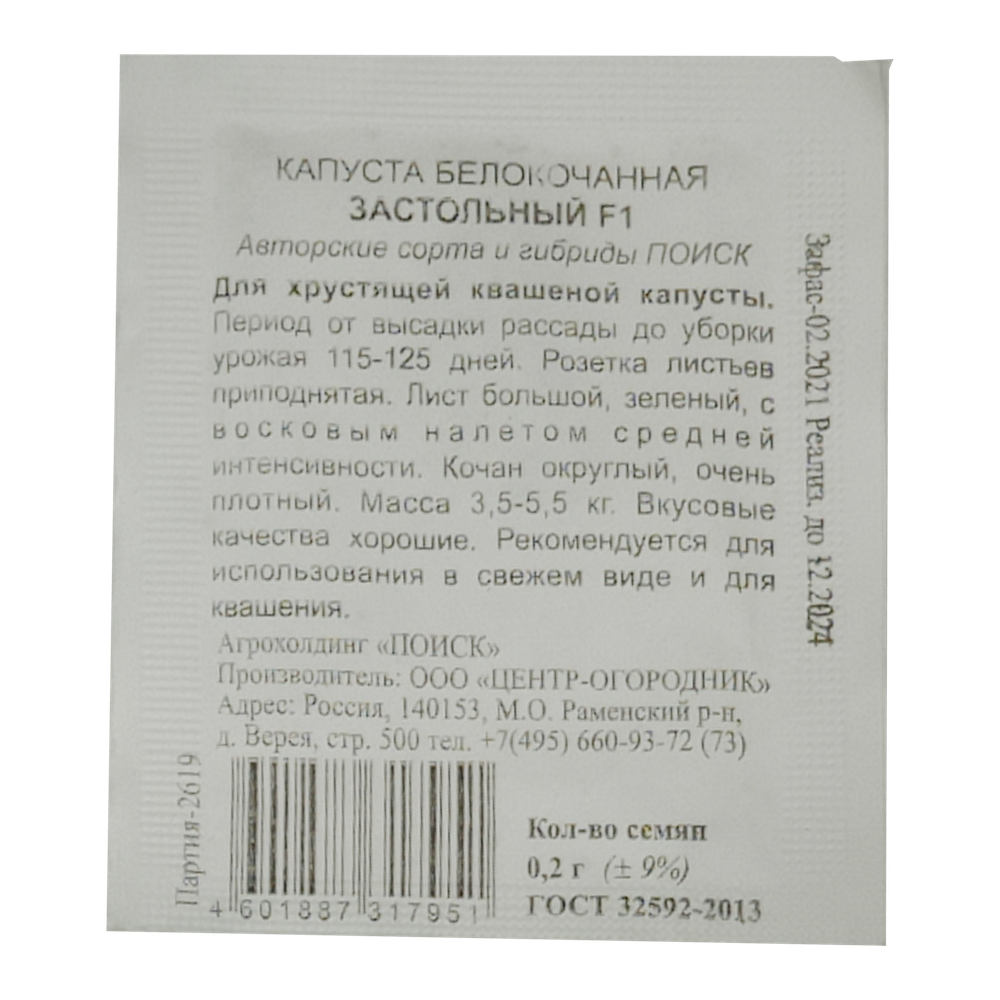 КАПУСТА БЕЛОКОЧАННАЯ
ЗАСТОЛЬНЫЙ F1
Авторские сорта и гибриды ПОИСК
Для хрустящей квашеной капусты.
Период от высадки рассады до уборки
урожая 115-125 дней. Розетка листьев
приподнятая. Лист большой, зеленый, с
восковым налетом средней
интенсивности. Кочан округлый, очень
плотный. Масса 3,5-5,5 кг. Вкусовые
качества хорошие. Рекомендуется для
использования в свежем виде и для
квашения.
Агрохолдинг «ПОИСК»
Производитель: ООО «ЦЕНТР-ОГОРОДНИК»
Адрес: Россия, 140153, М.О. Раменский р-н,
д. Верея, стр. 500 тел. +7(495) 660-93-72 (73)
Партия-2619
4 601887 317951
Кол-во семян
0,2 г (± 9%)
ГОСТ 32592-2013
Зафас-02.2021 Реализ. до 12.2024